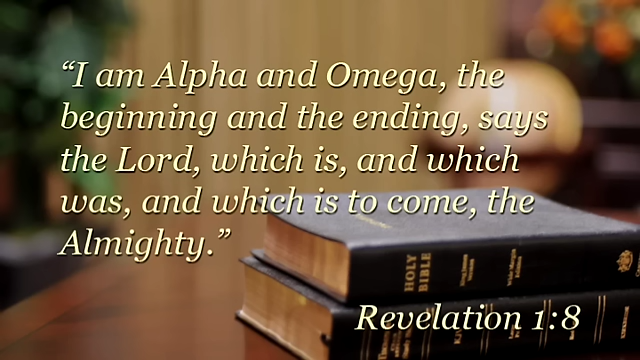 “I am Alpha and Omega, the
beginning and the ending, says
the Lord, which is, and which
was, and which is to come, the
Almighty.”
HOLY
BIBLE
Revelation 1:8